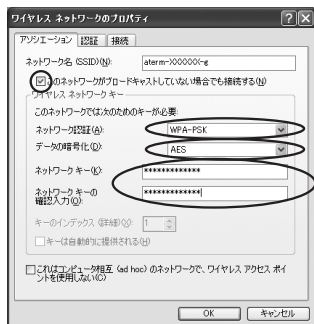 ワイヤレス ネットワークのプロパティ
アソシエーション 認証 接続
ネットワーク名 (SSID)(N): aterm-XXXXXX-g
このネットワークがブロードキャストしていない場合でも接続する(N)
ワイヤレス ネットワーク キー
このネットワークでは次のためのキーが必要:
ネットワーク認証(A): WPA-PSK
データの暗号化(D): AES
ネットワーク キー(K): *************
ネットワーク キーの
確認入力(O): *************
キーのインデックス (詳細)(X): 1
キーは自動的に提供される(H)
これはコンピュータ相互 (ad hoc) のネットワークで、ワイヤレス アクセス ポイ
ントを使用しない(C)
OK キャンセル